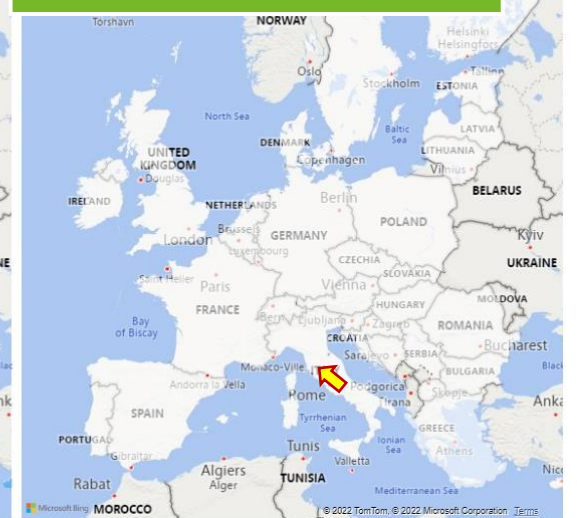 Tórshavn
NORWAY
Helsinki
Helsingfors
Oslo
Stockholm
Tallinn
ESTONIA
North Sea
Baltic
Sea
LATVIA
DENMARK
UNITED
KINGDOM
Copenhagen
LITHUANIA
Vilnius
Douglas
BELARUS
IRELAND
NETHERLANDS
Berlin
London
Brussels
GERMANY
POLAND
Kyiv
Luxembourg
CZECHIA
UKRAINE
Saint Helier
Paris
SLOVAKIA
Vienna
FRANCE
HUNGARY
MOLDOVA
Bay
of Biscay
Bern
Ljubljana
Zagreb
ROMANIA
CROATIA
Bucharest
Sarajevo
SERBIA
Monaco-Ville
BULGARIA
Andorra la Vella
Rome
Podgorica
Skopje
Tirana
SPAIN
Tyrrhenian
Sea
GREECE
PORTUGAL
Ionian
Sea
Athens
Gibraltar
Tunis
Valletta
Algiers
Alger
Rabat
TUNISIA
Mediterranean Sea
Microsoft Bing
MOROCCO
© 2022 TomTom, © 2022 Microsoft Corporation Terms